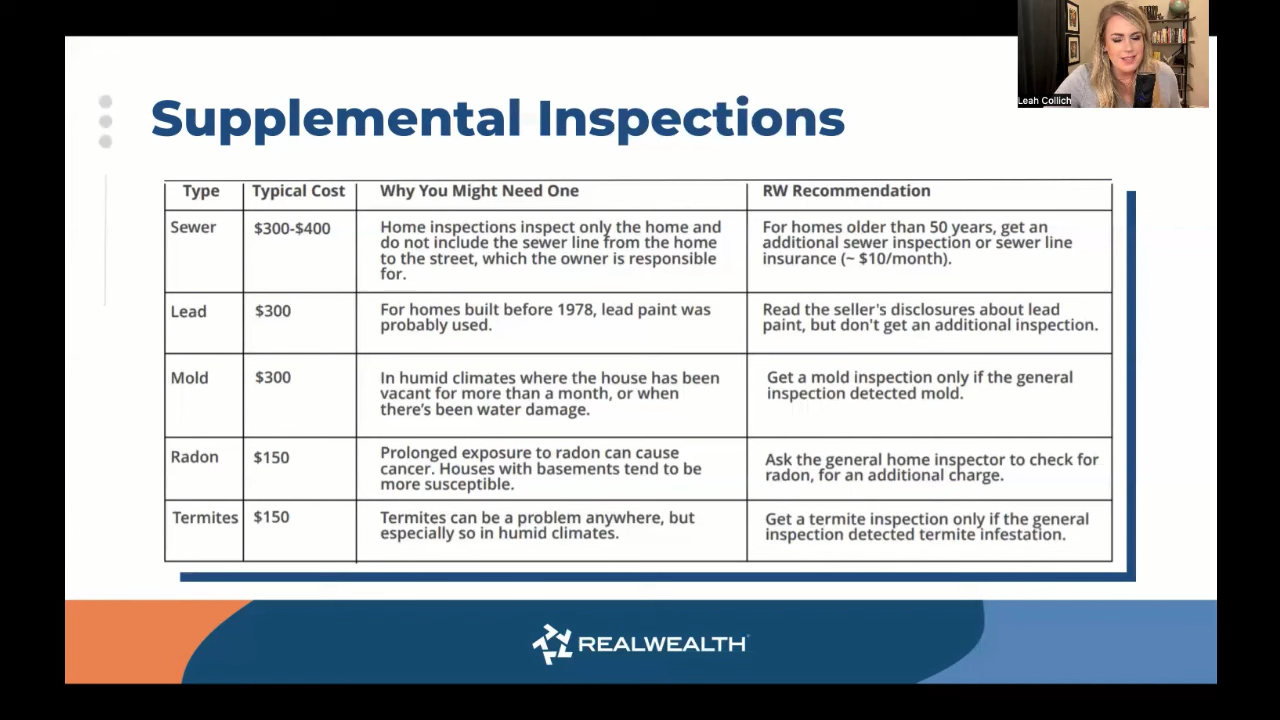 Leah Collich
Supplemental Inspections
Type Typical Cost Why You Might Need One RW Recommendation
Sewer $300-$400
Home inspections inspect only the home and
do not include the sewer line from the home
to the street, which the owner is responsible
for.
For homes older than 50 years, get an
additional sewer inspection or sewer line
insurance (~ $10/month).
Lead $300
For homes built before 1978, lead paint was
probably used.
Read the seller's disclosures about lead
paint, but don't get an additional inspection.
Mold $300
In humid climates where the house has been
vacant for more than a month, or when
there's been water damage.
Get a mold inspection only if the general
inspection detected mold.
Radon $150
Prolonged exposure to radon can cause
cancer. Houses with basements tend to be
more susceptible.
Ask the general home inspector to check for
radon, for an additional charge.
Termites $150
Termites can be a problem anywhere, but
especially so in humid climates.
Get a termite inspection only if the general
inspection detected termite infestation.
REALWEALTH